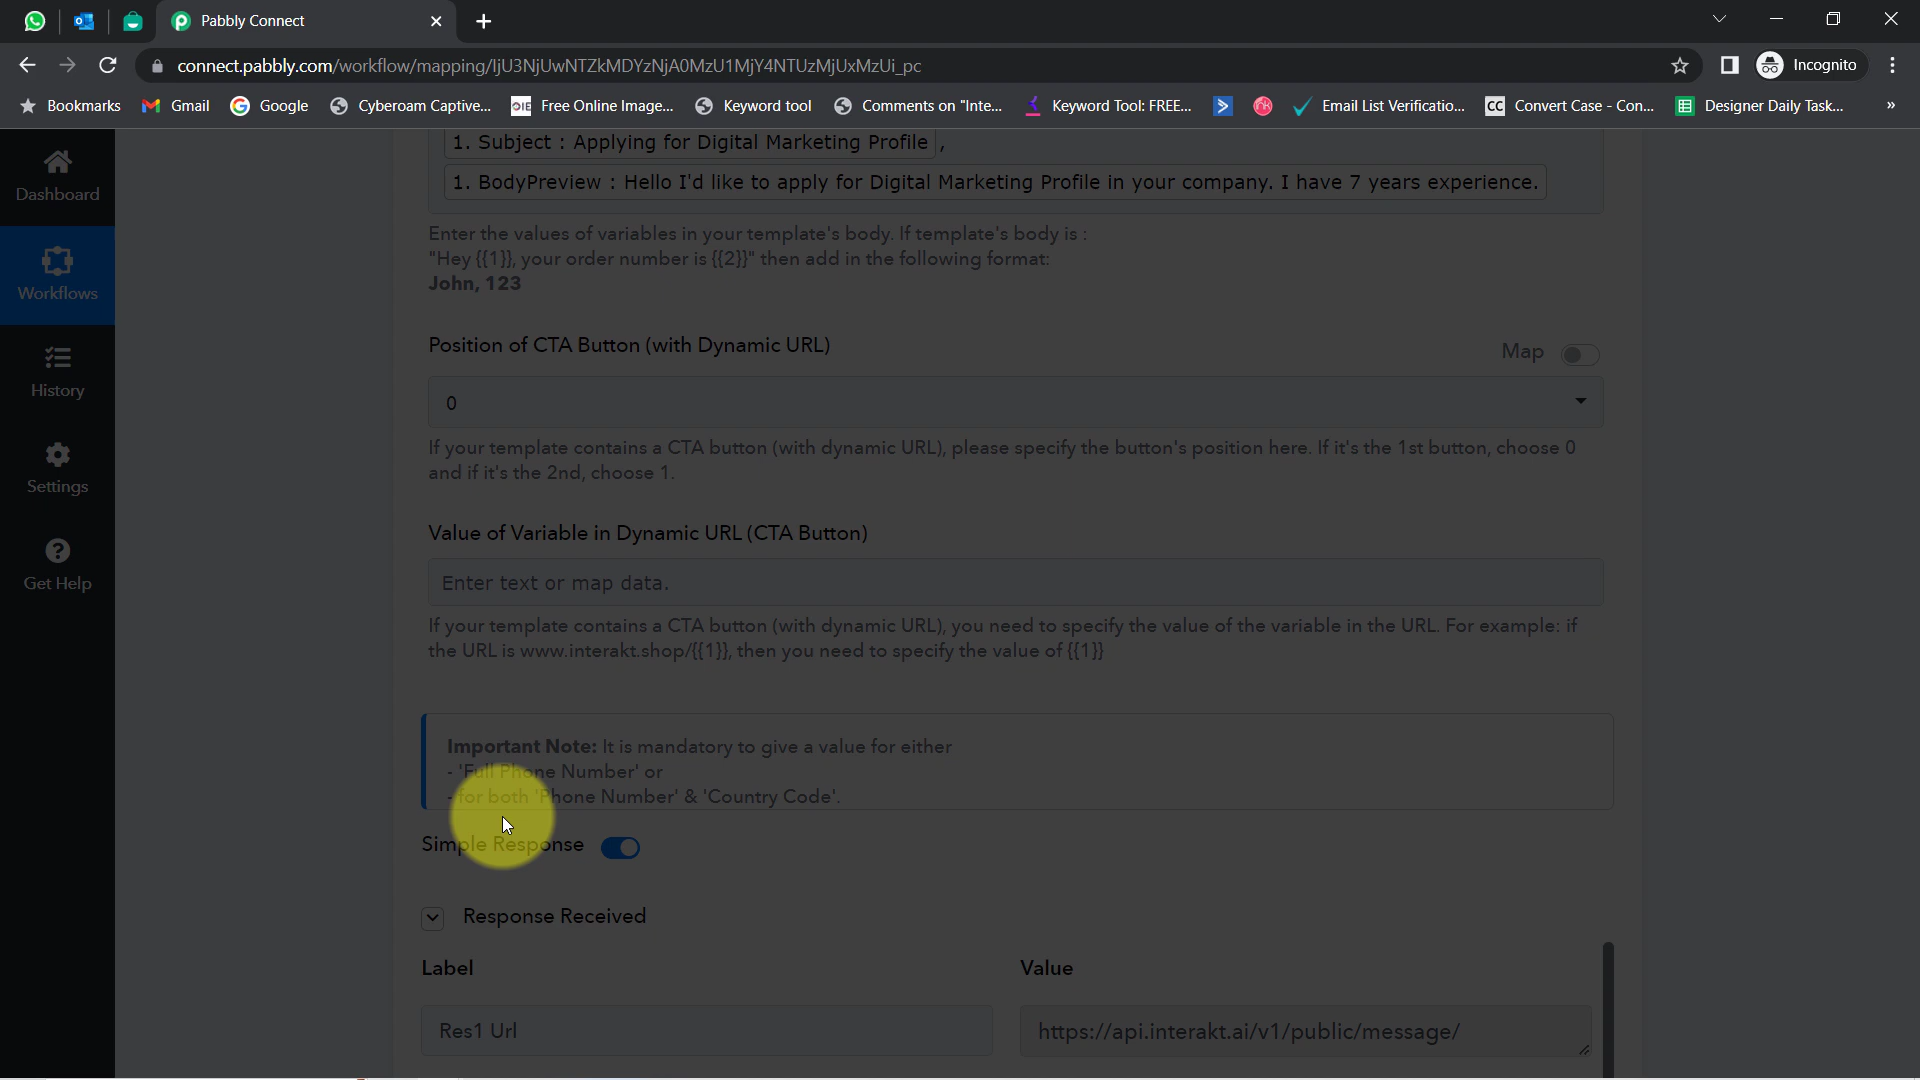 Pabbly Connect
connect.pabbly.com/workflow/mapping/IjU3NjUwNTZkMDYzNjA0MzU1MjY4NTUzMjUxMzUi_pc
Incognito
Bookmarks
Gmail
Google
Cyberoam Captive...
OIE
Free Online Image...
Keyword tool
Comments on "Inte...
Keyword Tool: FREE...
Email List Verificatio...
CC
Convert Case - Con...
Designer Daily Task...
»
Dashboard
Workflows
History
Settings
Get Help
1. Subject : Applying for Digital Marketing Profile ,
1. BodyPreview : Hello I'd like to apply for Digital Marketing Profile in your company. I have 7 years experience.
Enter the values of variables in your template's body. If template's body is :
"Hey {{1}}, your order number is {{2}}" then add in the following format:
John, 123
Position of CTA Button (with Dynamic URL)
Map
0
If your template contains a CTA button (with dynamic URL), please specify the button's position here. If it's the 1st button, choose 0
and if it's the 2nd, choose 1.
Value of Variable in Dynamic URL (CTA Button)
Enter text or map data.
If your template contains a CTA button (with dynamic URL), you need to specify the value of the variable in the URL. For example: if
the URL is www.interakt.shop/{{1}}, then you need to specify the value of {{1}}
Important Note: It is mandatory to give a value for either
- 'Full Phone Number' or
- for both 'Phone Number' & 'Country Code'.
Simple Response
Response Received
Label
Value
Res1 Url
https://api.interakt.ai/v1/public/message/